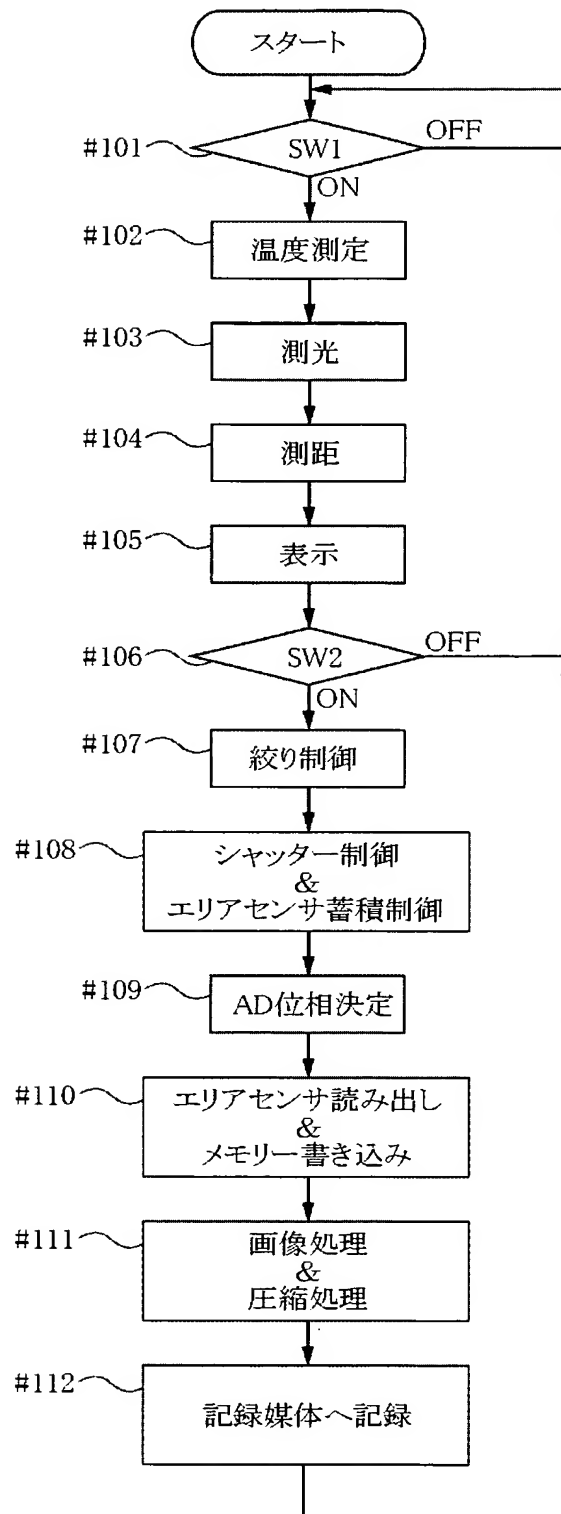 スタート
#101
SW1
OFF
ON
#102
温度測定
#103
測光
#104
測距
#105
表示
#106
SW2
OFF
ON
#107
絞り制御
#108
シャッター制御
&
エリアセンサ蓄積制御
#109
AD位相決定
#110
エリアセンサ読み出し
&
メモリー書き込み
#111
画像処理
&
圧縮処理
#112
記録媒体へ記録